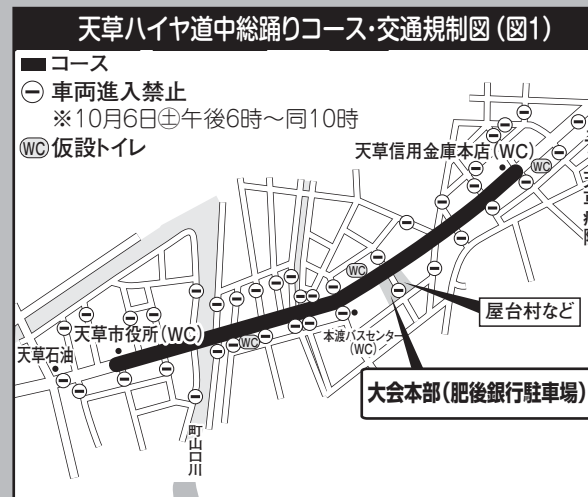 天草ハイヤ道中総踊りコース・交通規制図(図1)
コース
車両進入禁止
※10月6日㊏午後6時〜同10時
WC 仮設トイレ
天草信用金庫本店(WC)
WC
WC
屋台村など
天草市役所(WC)
WC
本渡バスセンター
(WC)
天草石油
大会本部(肥後銀行駐車場)
町山口川